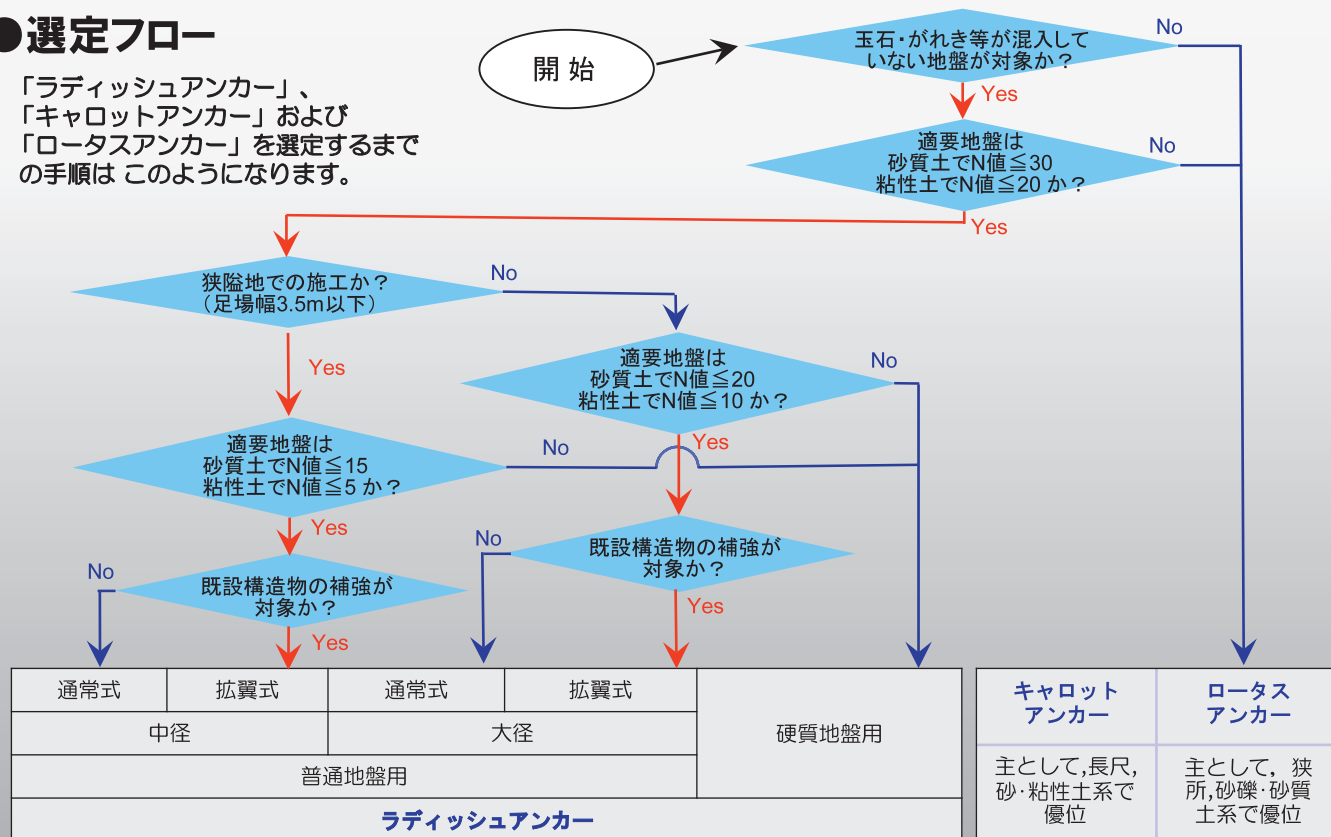 ●選定フロー
「ラディッシュアンカー」、
「キャロットアンカー」および
「ロータスアンカー」を選定するまで
の手順は このようになります。
開 始
玉石・がれき等が混入して
いない地盤が対象か？
No
Yes
適要地盤は
砂質土でN値≦30
粘性土でN値≦20 か？
No
Yes
狭隘地での施工か？
（足場幅3.5m以下）
No
Yes
適要地盤は
砂質土でN値≦20
粘性土でN値≦10 か？
No
Yes
適要地盤は
砂質土でN値≦15
粘性土でN値≦5 か？
No
Yes
既設構造物の補強が
対象か？
No
Yes
既設構造物の補強が
対象か？
No
Yes
通常式
拡翼式
通常式
拡翼式
中径
大径
硬質地盤用
普通地盤用
ラディッシュアンカー
キャロット
アンカー
ロータス
アンカー
主として,長尺,
砂・粘性土系で
優位
主として，狭
所,砂礫・砂質
土系で優位